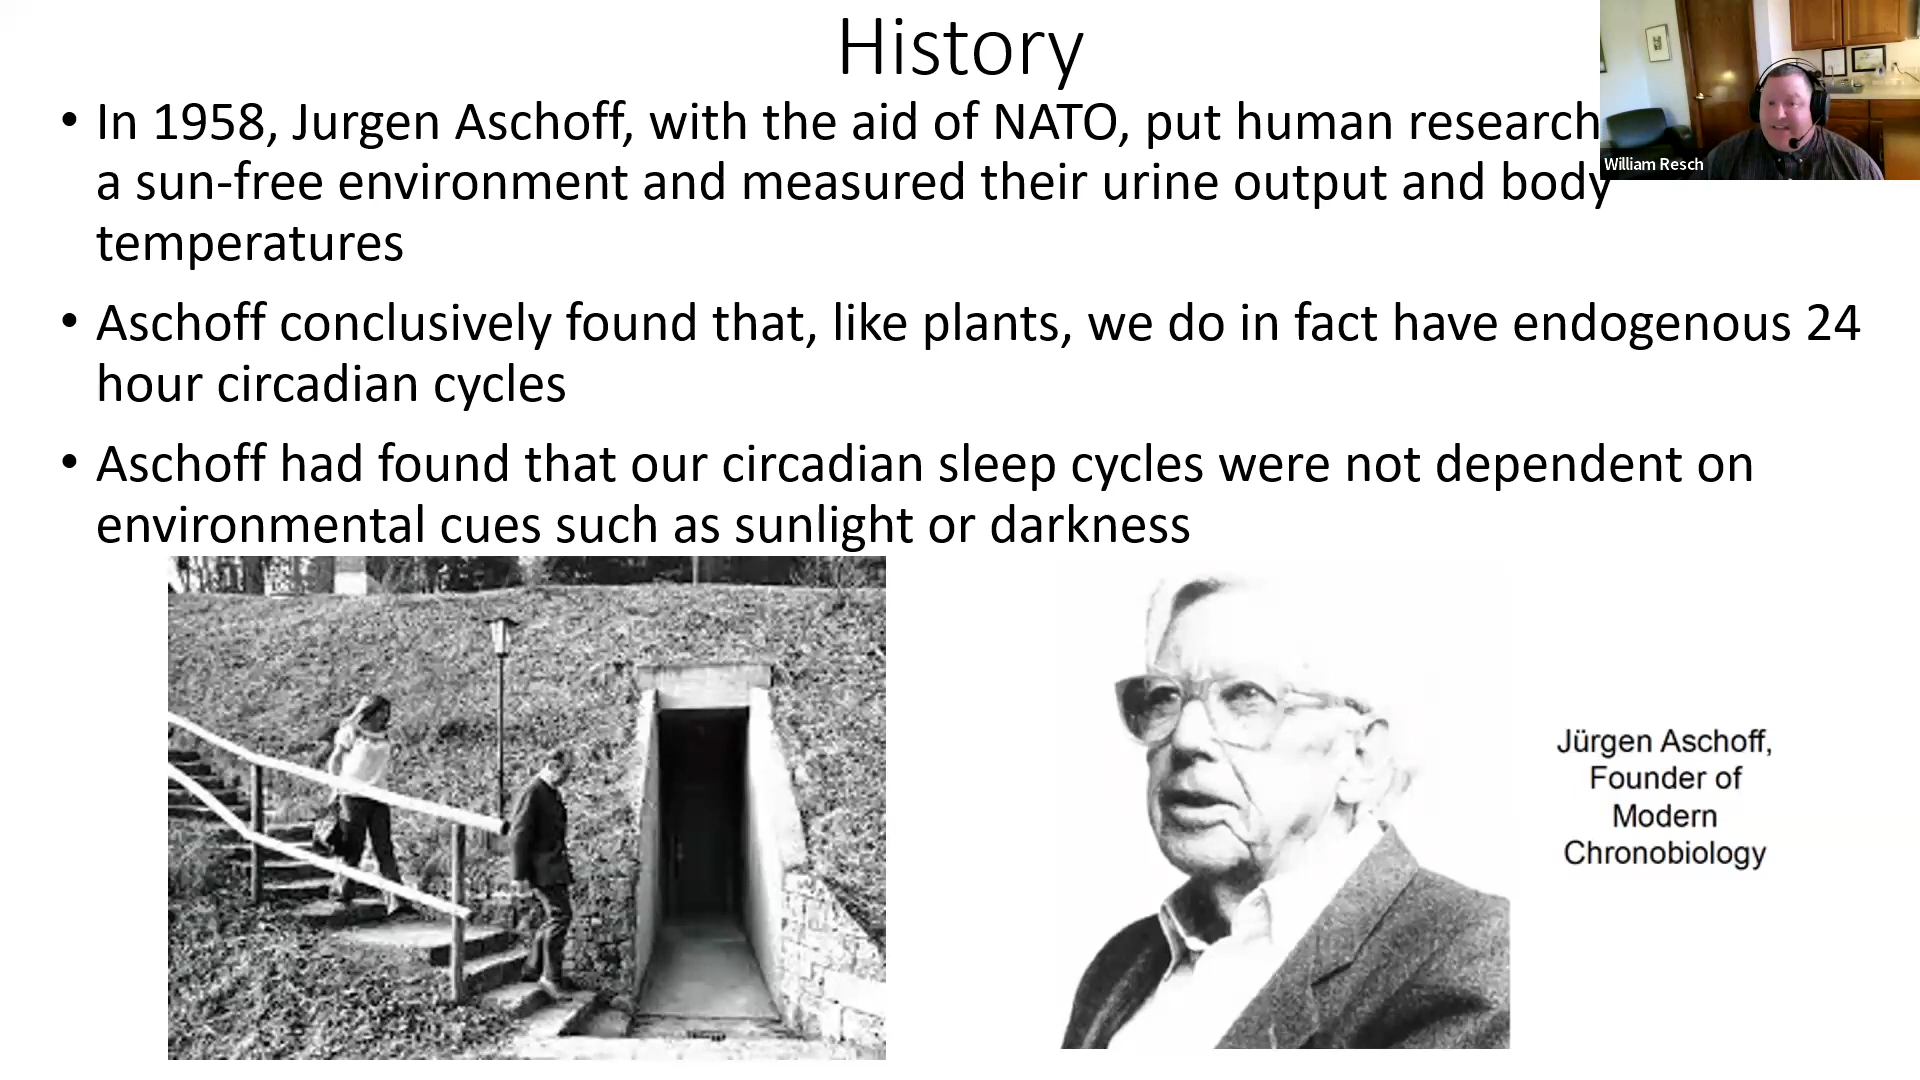 History
• In 1958, Jurgen Aschoff, with the aid of NATO, put human research
a sun-free environment and measured their urine output and body
temperatures
• Aschoff conclusively found that, like plants, we do in fact have endogenous 24
hour circadian cycles
• Aschoff had found that our circadian sleep cycles were not dependent on
environmental cues such as sunlight or darkness
William Resch
Jürgen Aschoff,
Founder of
Modern
Chronobiology